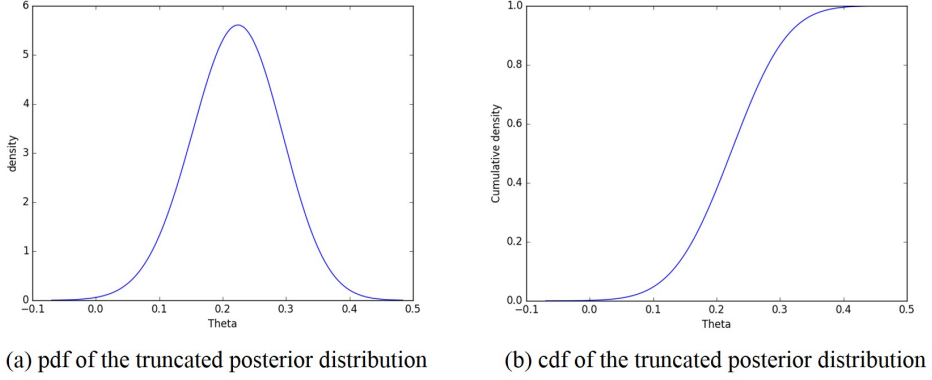 6
5
4
3
2
1
0
density
−0.1 0.0 0.1 0.2 0.3 0.4 0.5
Theta
(a) pdf of the truncated posterior distribution
1.0
0.8
0.6
0.4
0.2
0.0
Cumulative density
−0.1 0.0 0.1 0.2 0.3 0.4 0.5
Theta
(b) cdf of the truncated posterior distribution